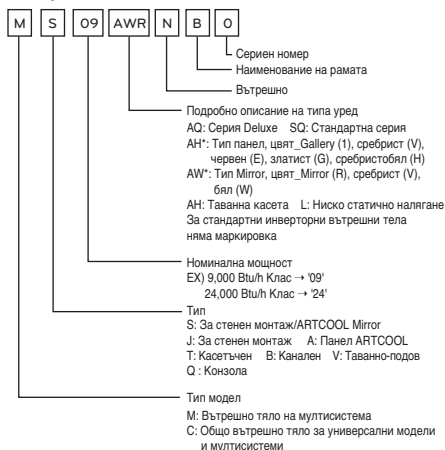 M S 09 AWR N B 0
Сериен номер
Наименование на рамата
Вътрешно
Подробно описание на типа уред
AQ: Серия Deluxe SQ: Стандартна серия
AH*: Тип панел, цвят_Gallery (1), сребрист (V),
червен (E), златист (G), сребристобял (H)
AW*: Тип Mirror, цвят_Mirror (R), сребрист (V),
бял (W)
AH: Таванна касета L: Ниско статично налягане
За стандартни инверторни вътрешни тела
няма маркировка
Номинална мощност
EX) 9,000 Btu/h Клас → '09'
24,000 Btu/h Клас → '24'
Тип
S: За стенен монтаж/ARTCOOL Mirror
J: За стенен монтаж A: Панел ARTCOOL
T: Касетъчен B: Канален V: Таванно-подов
Q : Конзола
Тип модел
M: Вътрешно тяло на мултисистема
C: Общо вътрешно тяло за универсални модели
и мултисистеми